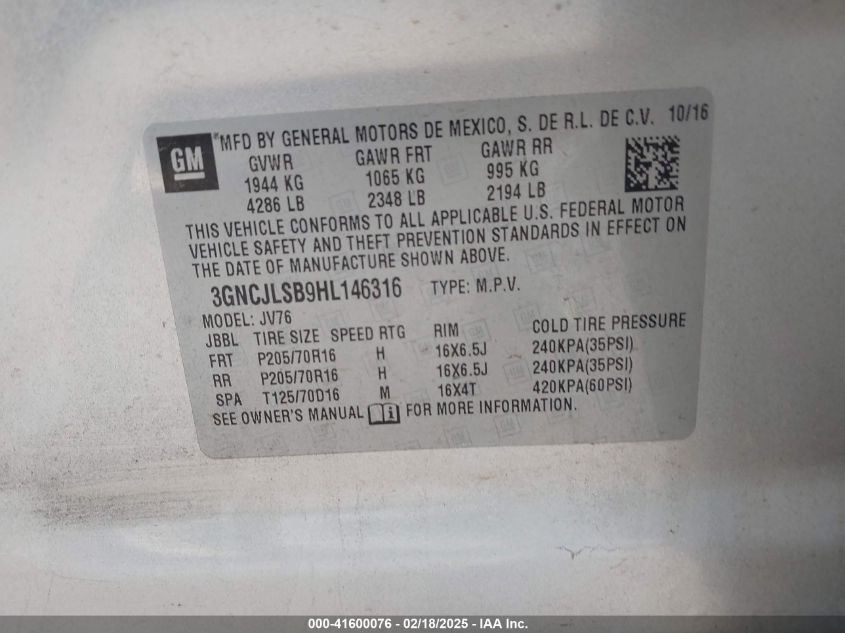 GM
*MFD BY GENERAL MOTORS DE MEXICO, S. DE R.L. DE C.V. 10/16
GVWR GAWR FRT GAWR RR
1944 KG 1065 KG 995 KG
4286 LB 2348 LB 2194 LB
THIS VEHICLE CONFORMS TO ALL APPLICABLE U.S. FEDERAL MOTOR
VEHICLE SAFETY AND THEFT PREVENTION STANDARDS IN EFFECT ON
THE DATE OF MANUFACTURE SHOWN ABOVE.
3GNCJLSB9HL146316 TYPE: M.P.V.
MODEL: JV76
JBBL TIRE SIZE SPEED RTG RIM COLD TIRE PRESSURE
FRT P205/70R16 H 16X6.5J 240KPA(35PSI)
RR P205/70R16 H 16X6.5J 240KPA(35PSI)
SPA T125/70D16 M 16X4T 420KPA(60PSI)
SEE OWNER'S MANUAL FOR MORE INFORMATION.
000-41600076 - 02/18/2025 - IAA Inc.